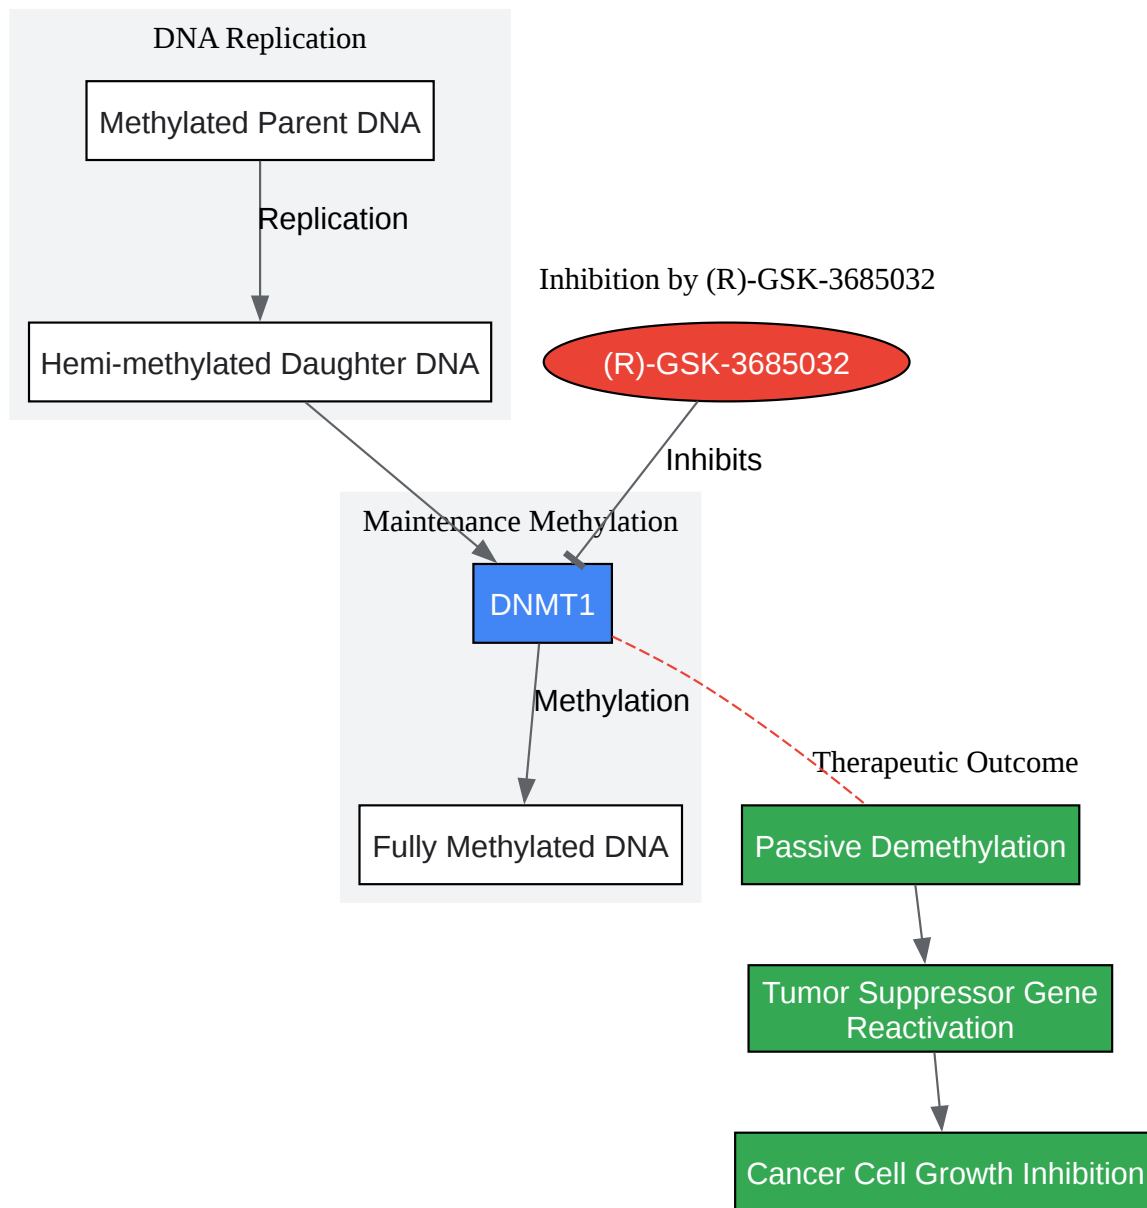 DNA Replication
Methylated Parent DNA
Replication
Hemi-methylated Daughter DNA
Inhibition by (R)-GSK-3685032
(R)-GSK-3685032
Inhibits
Maintenance Methylation
DNMT1
Methylation
Fully Methylated DNA
Therapeutic Outcome
Passive Demethylation
Tumor Suppressor Gene
Reactivation
Cancer Cell Growth Inhibition